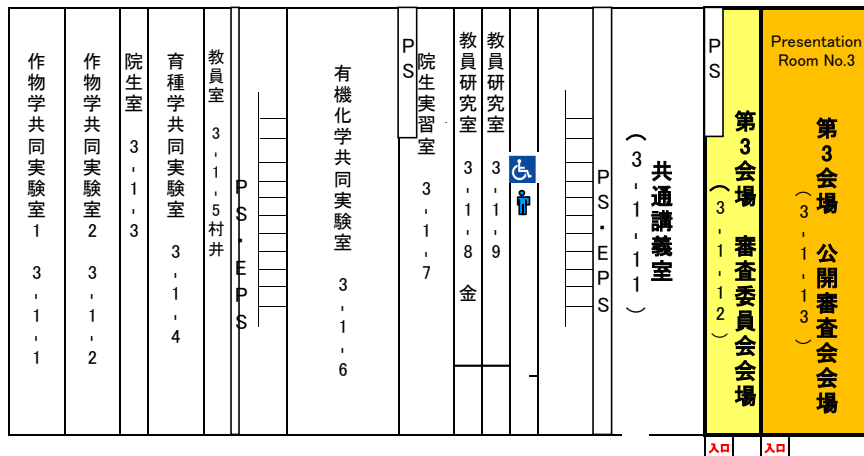 作物学共同実験室1 3-1-1
作物学共同実験室2 3-1-2
院生室 3-1-3
育種学共同実験室 3-1-4
教員室 3-1-5村井
PS・EPS
有機化学共同実験室 3-1-6
PS
院生実習室 3-1-7
教員研究室 3-1-8 金
教員研究室 3-1-9
PS・EPS
共通講義室
(3-1-11)
PS
第3会場 審査委員会会場
(3-1-12)
Presentation
Room No.3
第3会場 公開審査会会場
(3-1-13)
入口
入口